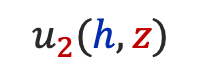 u₂(h, z)